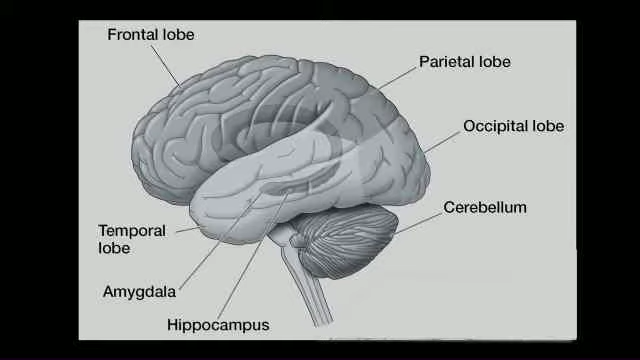 Frontal lobe
Parietal lobe
Occipital lobe
Cerebellum
Temporal
lobe
Amygdala
Hippocampus